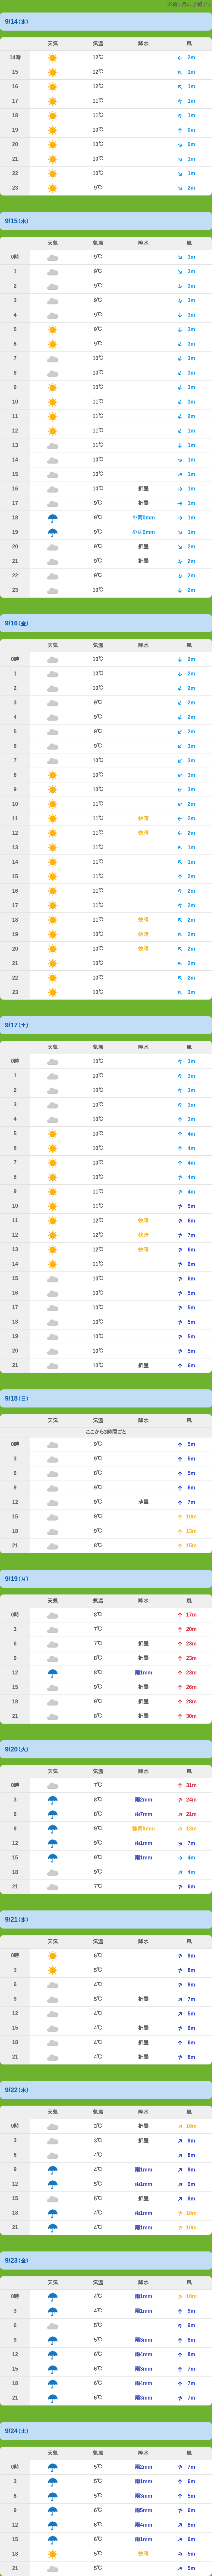 9/14(水)
天気 気温 降水 風
14時 12℃ 2m
15 12℃ 1m
16 12℃ 1m
17 11℃ 1m
18 11℃ 1m
19 10℃ 0m
20 10℃ 0m
21 10℃ 1m
22 10℃ 1m
23 9℃ 2m
9/15(木)
天気 気温 降水 風
0時 9℃ 3m
1 9℃ 3m
2 9℃ 3m
3 9℃ 3m
4 9℃ 3m
5 9℃ 3m
6 9℃ 3m
7 10℃ 3m
8 10℃ 3m
9 10℃ 3m
10 11℃ 3m
11 11℃ 2m
12 11℃ 1m
13 11℃ 1m
14 10℃ 1m
15 10℃ 1m
16 10℃ 折曇 1m
17 9℃ 折曇 1m
18 9℃ 小雨0mm 1m
19 9℃ 小雨0mm 1m
20 9℃ 折曇 2m
21 9℃ 折曇 2m
22 9℃ 2m
23 10℃ 2m
9/16(金)
天気 気温 降水 風
0時 10℃ 2m
1 10℃ 2m
2 10℃ 2m
3 9℃ 2m
4 9℃ 2m
5 9℃ 2m
6 9℃ 3m
7 10℃ 3m
8 10℃ 3m
9 10℃ 3m
10 11℃ 2m
11 11℃ 快晴 2m
12 12℃ 快晴 2m
13 11℃ 1m
14 11℃ 1m
15 11℃ 2m
16 11℃ 2m
17 11℃ 2m
18 11℃ 快晴 2m
19 10℃ 快晴 2m
20 10℃ 快晴 2m
21 10℃ 2m
22 10℃ 2m
23 10℃ 3m
9/17(土)
天気 気温 降水 風
0時 10℃ 3m
1 10℃ 3m
2 10℃ 3m
3 10℃ 3m
4 10℃ 3m
5 10℃ 4m
6 10℃ 4m
7 10℃ 4m
8 10℃ 4m
9 11℃ 4m
10 11℃ 5m
11 12℃ 快晴 6m
12 12℃ 快晴 7m
13 12℃ 快晴 6m
14 11℃ 6m
15 10℃ 6m
16 10℃ 5m
17 10℃ 5m
18 10℃ 5m
19 10℃ 5m
20 10℃ 5m
21 10℃ 折曇 6m
9/18(日)
天気 気温 降水 風
ここから3時間ごと
0時 9℃ 5m
3 9℃ 5m
6 8℃ 5m
9 9℃ 6m
12 9℃ 薄曇 7m
15 9℃ 10m
18 9℃ 13m
21 8℃ 15m
9/19(月)
天気 気温 降水 風
0時 8℃ 17m
3 7℃ 20m
6 7℃ 折曇 23m
9 8℃ 折曇 23m
12 8℃ 雨1mm 23m
15 9℃ 折曇 26m
18 9℃ 折曇 28m
21 8℃ 折曇 30m
9/20(火)
天気 気温 降水 風
0時 7℃ 31m
3 8℃ 雨2mm 24m
6 8℃ 雨7mm 21m
9 9℃ 強雨9mm 13m
12 9℃ 雨1mm 7m
15 9℃ 雨1mm 4m
18 9℃ 4m
21 7℃ 6m
9/21(水)
天気 気温 降水 風
0時 6℃ 9m
3 5℃ 8m
6 4℃ 8m
9 5℃ 折曇 7m
12 4℃ 5m
15 4℃ 折曇 6m
18 4℃ 折曇 6m
21 4℃ 折曇 8m
9/22(木)
天気 気温 降水 風
0時 3℃ 折曇 10m
3 3℃ 折曇 9m
6 4℃ 8m
9 4℃ 雨1mm 9m
12 5℃ 雨1mm 9m
15 5℃ 折曇 9m
18 4℃ 雨1mm 10m
21 4℃ 雨1mm 10m
9/23(金)
天気 気温 降水 風
0時 4℃ 雨1mm 10m
3 4℃ 雨1mm 9m
6 5℃ 9m
9 5℃ 雨3mm 8m
12 6℃ 雨4mm 8m
15 6℃ 雨3mm 7m
18 6℃ 雨4mm 7m
21 6℃ 雨3mm 7m
9/24(土)
天気 気温 降水 風
0時 5℃ 雨2mm 7m
3 5℃ 雨1mm 6m
6 5℃ 雨3mm 5m
9 6℃ 雨5mm 6m
12 6℃ 雨4mm 8m
15 6℃ 雨1mm 6m
18 5℃ 快晴 5m
21 5℃ 5m